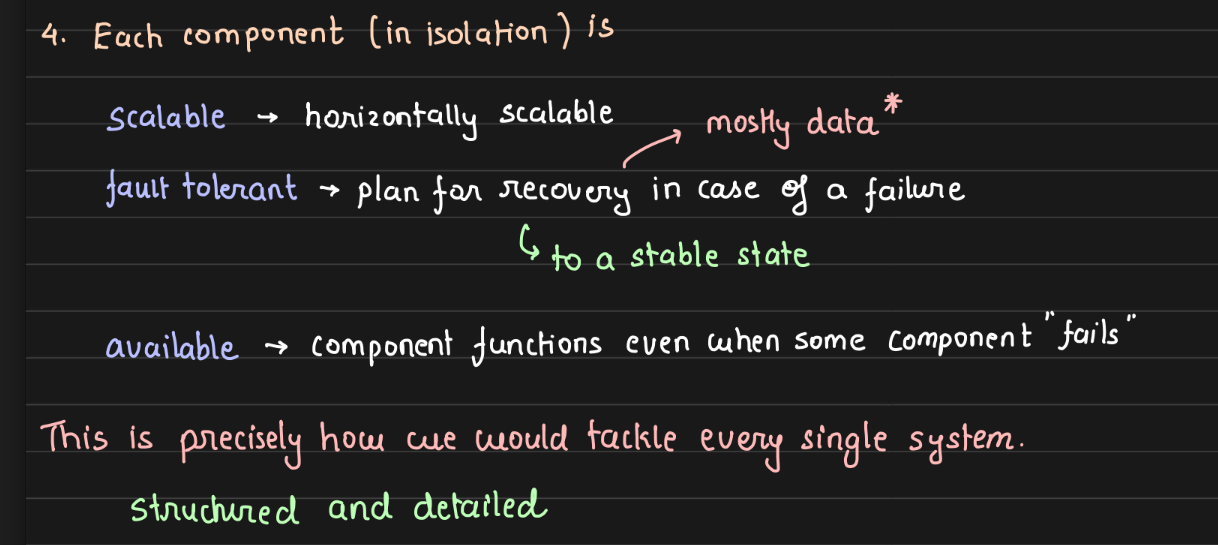 4. Each component (in isolation) is
scalable → horizontally scalable
mostly data*
fault tolerant → plan for recovery in case of a failure
↳ to a stable state
available → component functions even when some component "fails"
This is precisely how we would tackle every single system.
structured and detailed